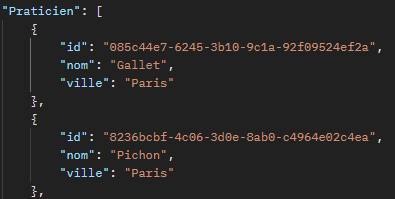 "Praticien": [
{
"id": "085c44e7-6245-3b10-9c1a-92f09524ef2a",
"nom": "Gallet",
"ville": "Paris"
},
{
"id": "8236bcbf-4c06-3d0e-8ab0-c4964e02c4ea",
"nom": "Pichon",
"ville": "Paris"
},